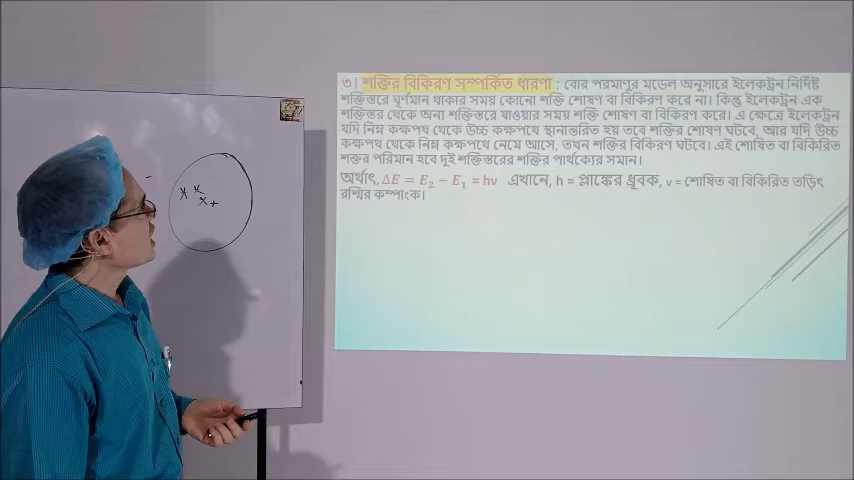 ৩। শক্তির বিকিরণ সম্পর্কিত ধারণা : বোর পরমাণুর মডেল অনুসারে ইলেকট্রন নির্দিষ্ট
শক্তিস্তরে ঘূর্ণমান থাকার সময় কোনো শক্তি শোষণ বা বিকিরণ করে না। কিন্তু ইলেকট্রন এক
শক্তিস্তর থেকে অন্য শক্তিস্তরে যাওয়ার সময় শক্তি শোষণ বা বিকিরণ করে। এ ক্ষেত্রে ইলেকট্রন
যদি নিম্ন কক্ষপথ থেকে উচ্চ কক্ষপথে স্থানান্তরিত হয় তবে শক্তির শোষণ ঘটবে, আর যদি উচ্চ
কক্ষপথ থেকে নিম্ন কক্ষপথে নেমে আসে, তখন শক্তির বিকিরণ ঘটবে। এই শোষিত বা বিকিরিত
শক্তর পরিমান হবে দুই শক্তিস্তরের শক্তির পার্থক্যের সমান।
অর্থাৎ, ΔE = E₂ − E₁ = hν এখানে, h = প্লাঙ্কের ধ্রূবক, ν = শোষিত বা বিকিরিত তড়িৎ
রশ্মির কম্পাংক।